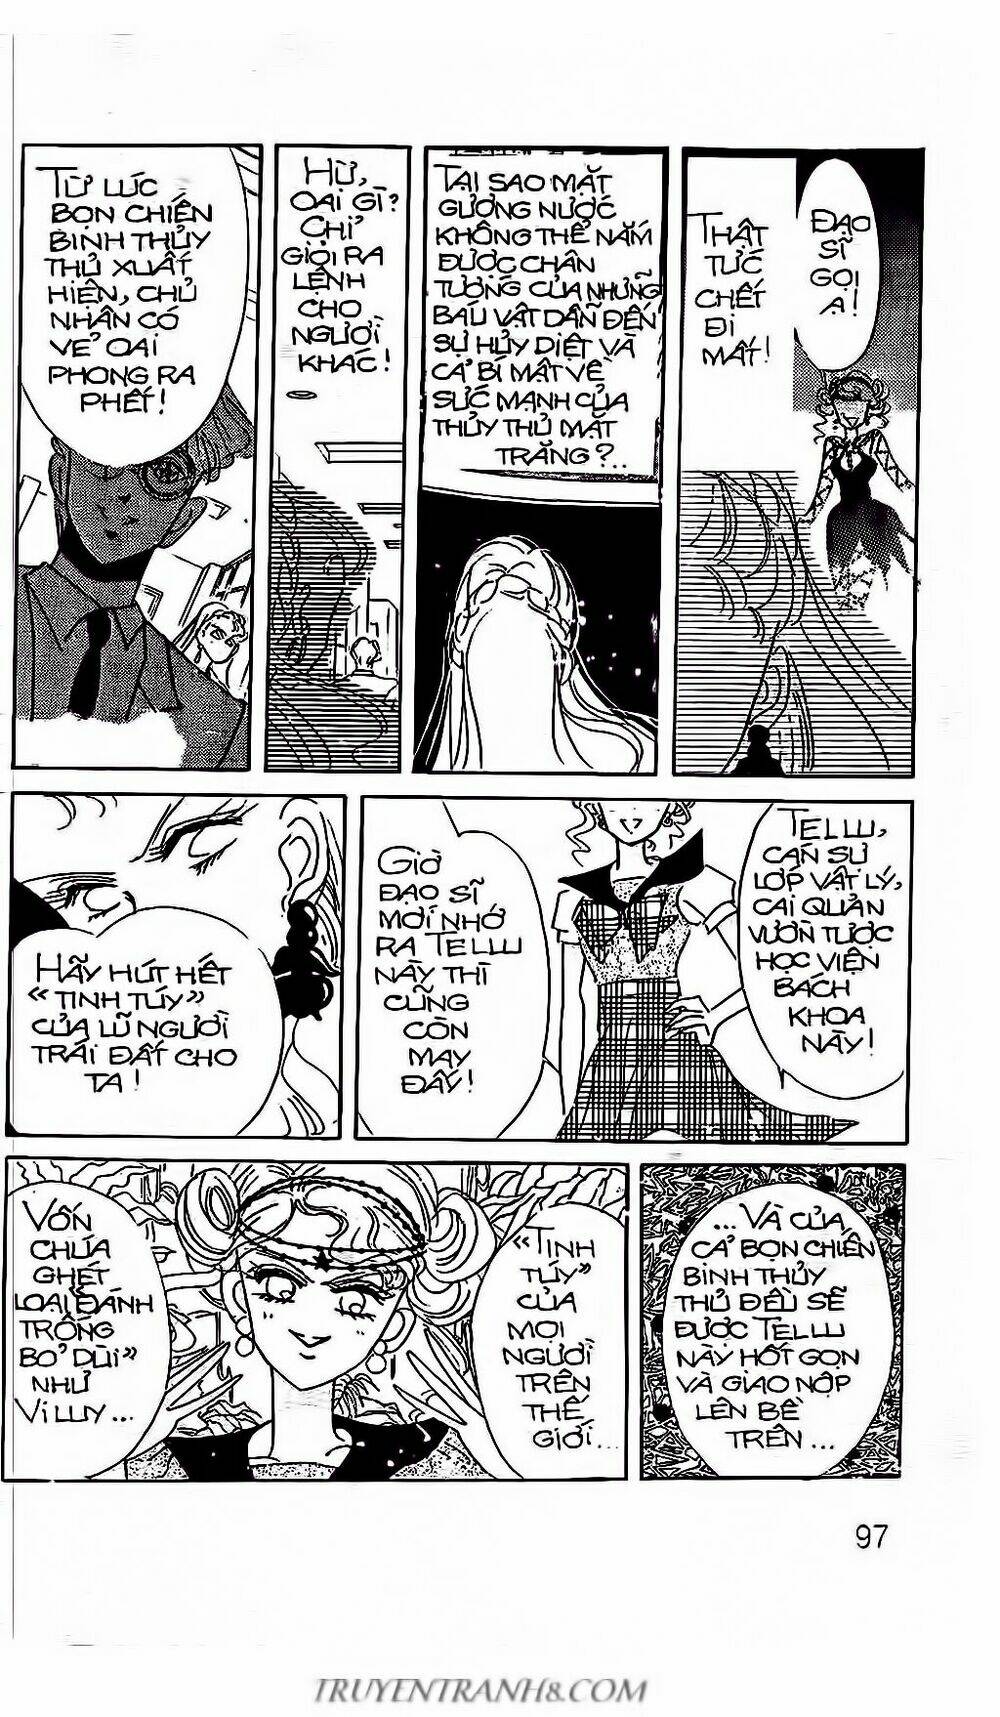 TỪ LÚC
BỌN CHIẾN
BINH THỦY
THỦ XUẤT
HIỆN, CHỦ
NHÂN CÓ
VẺ OAI
PHONG RA
PHẾT!
HỪ,
OAI GÌ?
CHỈ
GIỎI RA
LỆNH
CHO
NGƯỜI
KHÁC!
TẠI SAO MẶT
GƯƠNG NƯỚC
KHÔNG THỂ NẮM
ĐƯỢC CHÂN
TƯỚNG CỦA NHỮNG
BÁU VẬT DẪN ĐẾN
SỰ HỦY DIỆT VÀ
CẢ BÍ MẬT VỀ
SỨC MẠNH CỦA
THỦY THỦ MẶT
TRĂNG?..
THẬT
TỨC
CHẾT
ĐI
MẤT!
ĐẠO
SĨ
GỌI
Ạ!
HÃY HÚT HẾT
"TINH TÚY"
CỦA LŨ NGƯỜI
TRÁI ĐẤT CHO
TA!
GIỜ
ĐẠO SĨ
MỚI NHỚ
RA TELLU
NÀY THÌ
CŨNG
CÒN
MAY
ĐẤY!
TELLU,
CÁN SỰ
LỚP VẬT LÝ,
CAI QUẢN
VƯỜN TƯỢC
HỌC VIỆN
BÁCH
KHOA
NÀY!
VỐN
CHÚA
GHÉT
LOẠI "ĐÁNH
TRỐNG
BỎ DÙI"
NHƯ
VILUY...
"TINH
TÚY"
CỦA
MỌI
NGƯỜI
TRÊN
THẾ
GIỚI...
... VÀ CỦA
CẢ BỌN CHIẾN
BINH THỦY
THỦ ĐỀU SẼ
ĐƯỢC TELLU
NÀY HỐT GỌN
VÀ GIAO NỘP
LÊN BỀ
TRÊN...
97
TRUYENTRANH8.COM